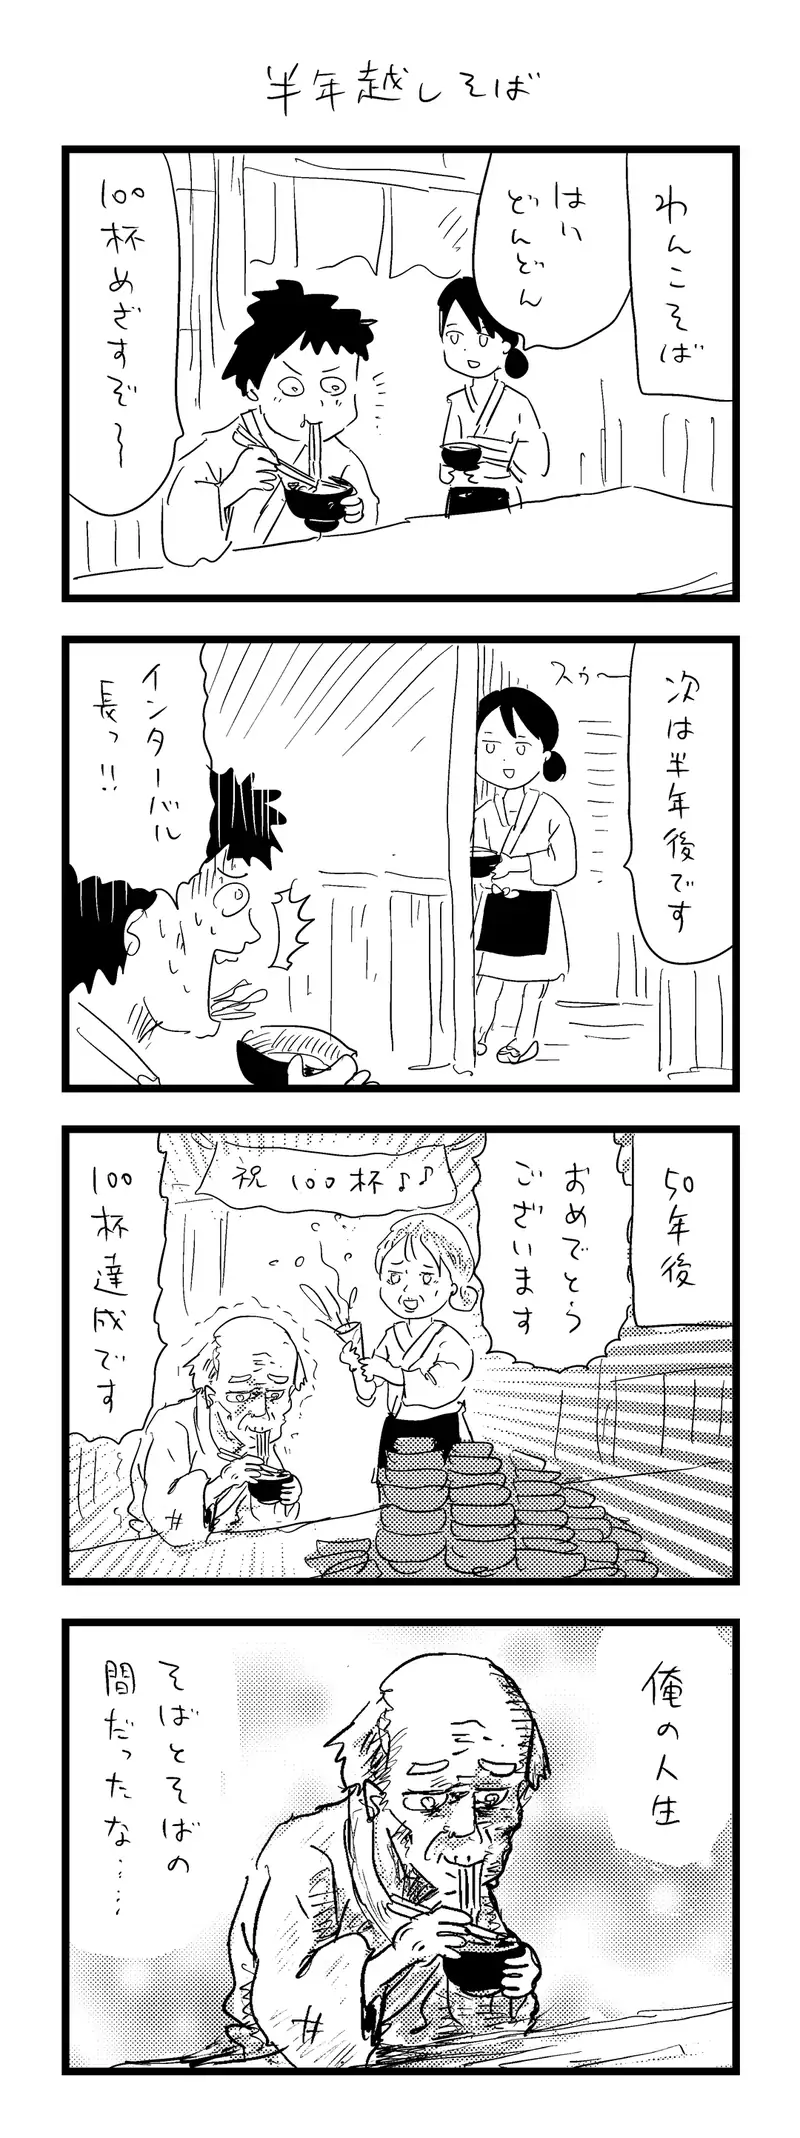 半年越しそば
わんこそば
はい
どんどん
100杯めざすぞ〜
次は半年後です
スゥ〜
インターバル
長っ!!
50年後
おめでとう
ございます
祝 100杯♪♪
100杯達成です
俺の人生
そばとそばの
間だったな……